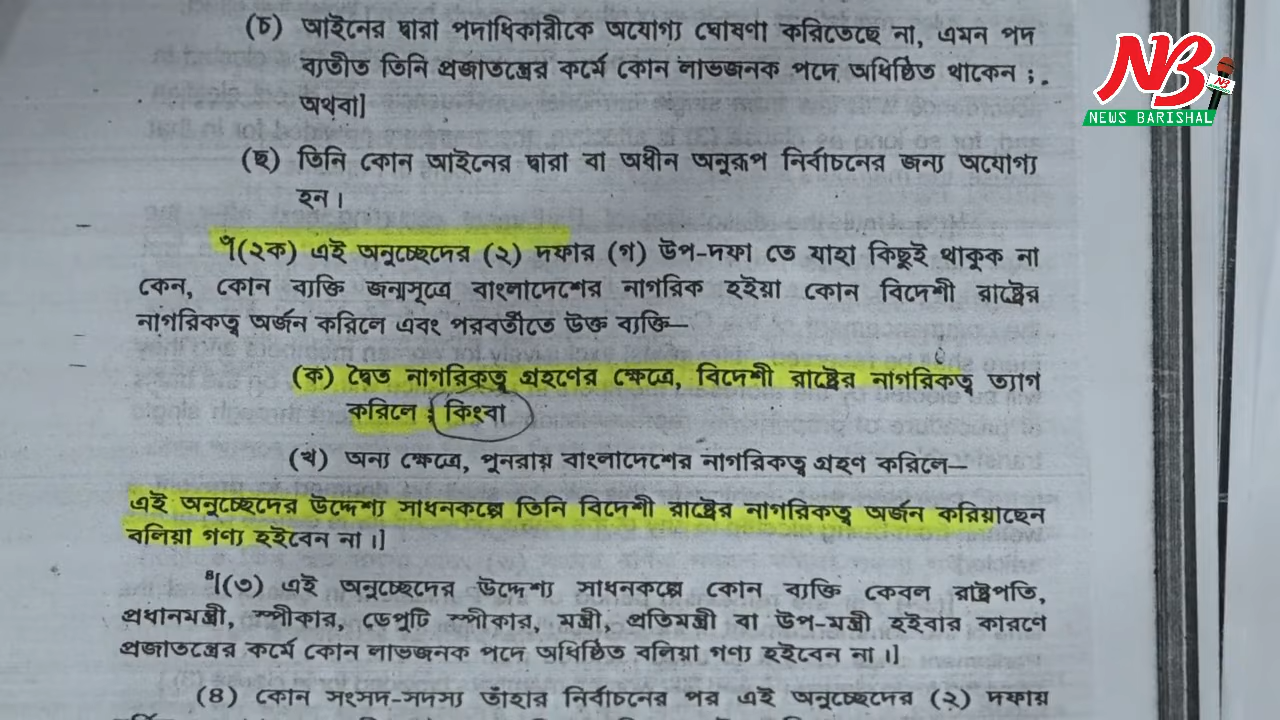 (চ) আইনের দ্বারা পদাধিকারীকে অযোগ্য ঘোষণা করিতেছে না, এমন পদ
ব্যতীত তিনি প্রজাতন্ত্রের কর্মে কোন লাভজনক পদে অধিষ্ঠিত থাকেন ;
অথবা]
(ছ) তিনি কোন আইনের দ্বারা বা অধীন অনুরূপ নির্বাচনের জন্য অযোগ্য
হন।
৭[(২ক) এই অনুচ্ছেদের (২) দফার (গ) উপ-দফা তে যাহা কিছুই থাকুক না
কেন, কোন ব্যক্তি জন্মসূত্রে বাংলাদেশের নাগরিক হইয়া কোন বিদেশী রাষ্ট্রের
নাগরিকত্ব অর্জন করিলে এবং পরবর্তীতে উক্ত ব্যক্তি—
(ক) দ্বৈত নাগরিকত্ব গ্রহণের ক্ষেত্রে, বিদেশী রাষ্ট্রের নাগরিকত্ব ত্যাগ
করিলে ; কিংবা
(খ) অন্য ক্ষেত্রে, পুনরায় বাংলাদেশের নাগরিকত্ব গ্রহণ করিলে—
এই অনুচ্ছেদের উদ্দেশ্য সাধনকল্পে তিনি বিদেশী রাষ্ট্রের নাগরিকত্ব অর্জন করিয়াছেন
বলিয়া গণ্য হইবেন না।]
৪[(৩) এই অনুচ্ছেদের উদ্দেশ্য সাধনকল্পে কোন ব্যক্তি কেবল রাষ্ট্রপতি,
প্রধানমন্ত্রী, স্পীকার, ডেপুটি স্পীকার, মন্ত্রী, প্রতিমন্ত্রী বা উপ-মন্ত্রী হইবার কারণে
প্রজাতন্ত্রের কর্মে কোন লাভজনক পদে অধিষ্ঠিত বলিয়া গণ্য হইবেন না।]
(৪) কোন সংসদ-সদস্য তাঁহার নির্বাচনের পর এই অনুচ্ছেদের (২) দফায়
NB
NEWS BARISHAL